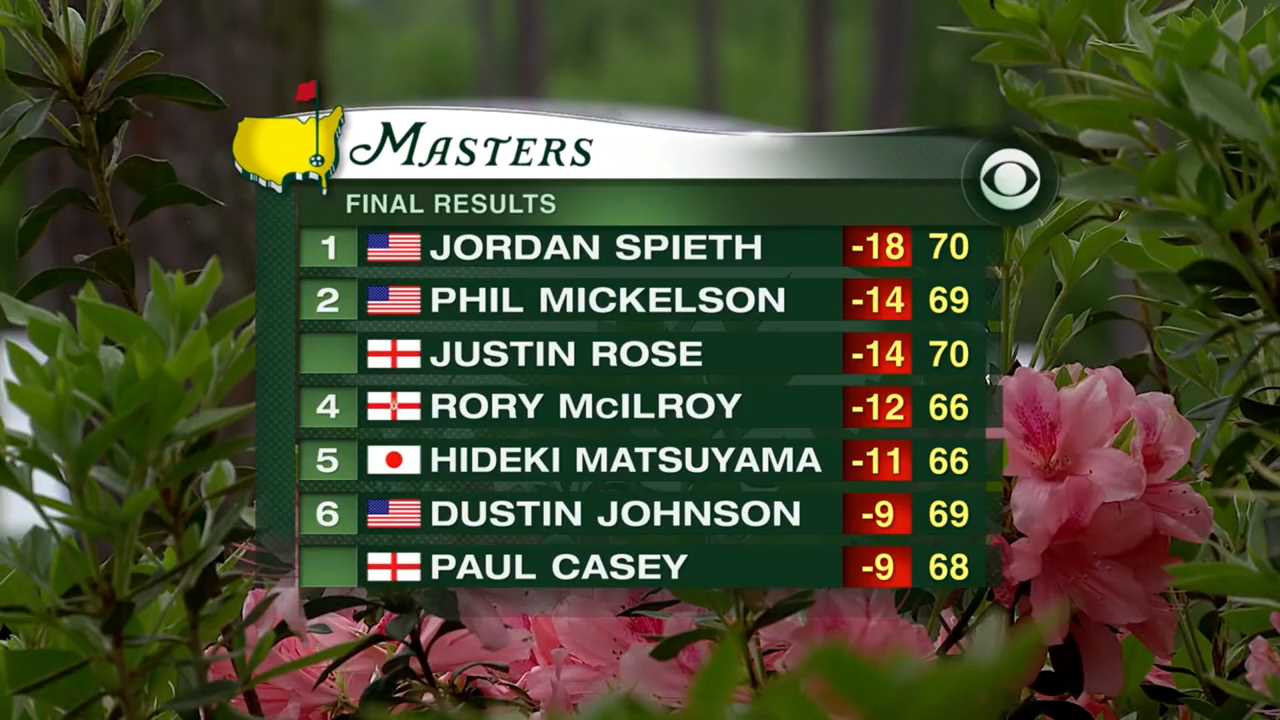 Masters
FINAL RESULTS
1 JORDAN SPIETH -18 70
2 PHIL MICKELSON -14 69
JUSTIN ROSE -14 70
4 RORY McILROY -12 66
5 HIDEKI MATSUYAMA -11 66
6 DUSTIN JOHNSON -9 69
PAUL CASEY -9 68